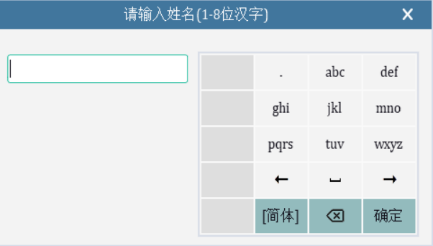 请输入姓名(1-8位汉字) X
. abc def
ghi jkl mno
pqrs tuv wxyz
← ⎵ →
[简体] ⌫ 确定